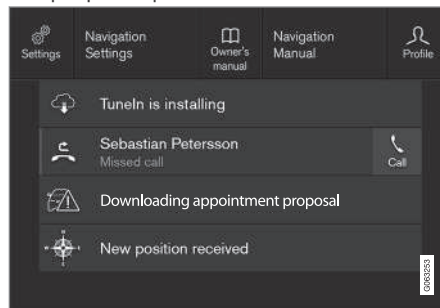 Settings
Navigation
Settings
Owner's
manual
Navigation
Manual
Profile
TuneIn is installing
Sebastian Petersson
Missed call
Call
Downloading appointment proposal
New position received
G063253